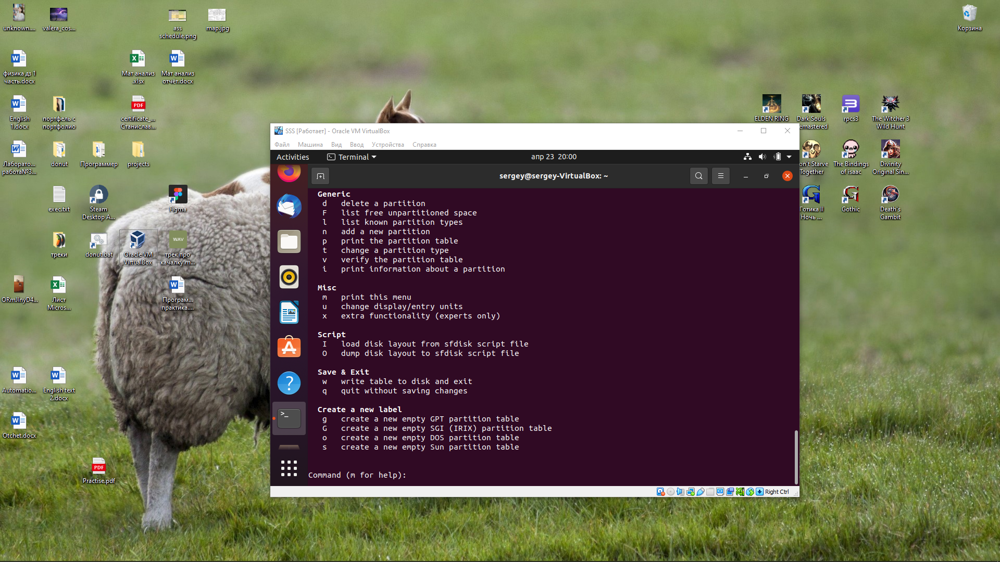 unknown....
valera_cos...
ass
schedule.png
map.jpg
Корзина
физика дз 1
часть.docx
Мат анализ
.xlsx
Мат анализ
отчёт.docx
English
1.docx
портфель с
портфолио
PDF
certificate_...
Станислав...
ELDEN RING
Dark Souls
emastered
rpcs3
The Witcher 3
Wild Hunt
Лаборато...
работа№3...
donut
Программер
projects
on't Starve
Together
The Bindings
of isaac
Divinity
Original Sin...
exec.txt
Steam
Desktop A...
Figma
Готика II
Ночь ...
Gothic
Death's
Gambit
треки
donut.bat
Oracle VM
VirtualBox
WAV
трек про
качалку.m...
ORmJInyD4...
Лист
Micros...
Програм...
практика....
Automatio...
English text
2.docx
Otchet.docx
PDF
Practise.pdf
SSS [Работает] - Oracle VM VirtualBox
Файл Машина Вид Ввод Устройства Справка
Activities Terminal апр 23 20:00
sergey@sergey-VirtualBox: ~
Generic
d delete a partition
F list free unpartitioned space
l list known partition types
n add a new partition
p print the partition table
t change a partition type
v verify the partition table
i print information about a partition
Misc
m print this menu
u change display/entry units
x extra functionality (experts only)
Script
I load disk layout from sfdisk script file
O dump disk layout to sfdisk script file
Save & Exit
w write table to disk and exit
q quit without saving changes
Create a new label
g create a new empty GPT partition table
G create a new empty SGI (IRIX) partition table
o create a new empty DOS partition table
s create a new empty Sun partition table
Command (m for help):
Right Ctrl